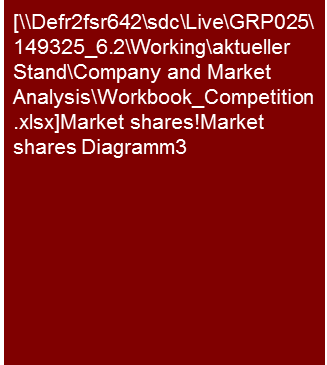 [\\Defr2fsr642\sdc\Live\GRP025\
149325_6.2\Working\aktueller
Stand\Company and Market
Analysis\Workbook_Competition
.xlsx]Market shares!Market
shares Diagramm3